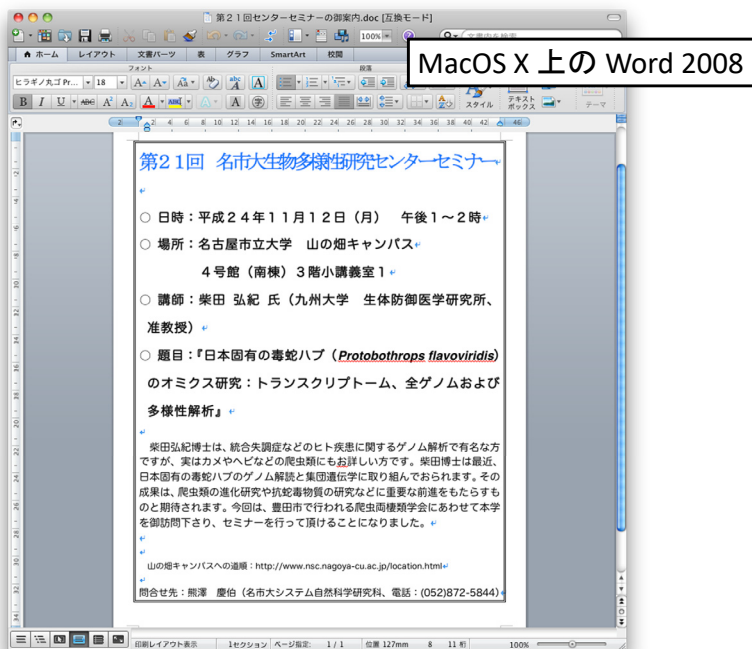 第２１回センターセミナーの御案内.doc [互換モード]
100%
文書内を検索
MacOS X 上の Word 2008
ホーム レイアウト 文書パーツ 表 グラフ SmartArt 校閲
フォント 段落
ヒラギノ丸ゴ Pr... 18
スタイル テキストボックス テーマ
第２１回 名市大生物多様性研究センターセミナー
○ 日時：平成２４年１１月１２日（月） 午後１～２時
○ 場所：名古屋市立大学 山の畑キャンパス
４号館（南棟）３階小講義室１
○ 講師：柴田 弘紀 氏（九州大学 生体防御医学研究所、
准教授）
○ 題目：『日本固有の毒蛇ハブ（Protobothrops flavoviridis）
のオミクス研究：トランスクリプトーム、全ゲノムおよび
多様性解析』
柴田弘紀博士は、統合失調症などのヒト疾患に関するゲノム解析で有名な方
ですが、実はカメやヘビなどの爬虫類にもお詳しい方です。柴田博士は最近、
日本固有の毒蛇ハブのゲノム解読と集団遺伝学に取り組んでおられます。その
成果は、爬虫類の進化研究や抗蛇毒物質の研究などに重要な前進をもたらすも
のと期待されます。今回は、豊田市で行われる爬虫両棲類学会にあわせて本学
を御訪問下さり、セミナーを行って頂けることになりました。
山の畑キャンパスへの道順：http://www.nsc.nagoya-cu.ac.jp/location.html
問合せ先：熊澤 慶伯（名市大システム自然科学研究科、電話：(052)872-5844）
印刷レイアウト表示 1セクション ページ指定: 1 / 1 位置 127mm 8 11 桁 100%